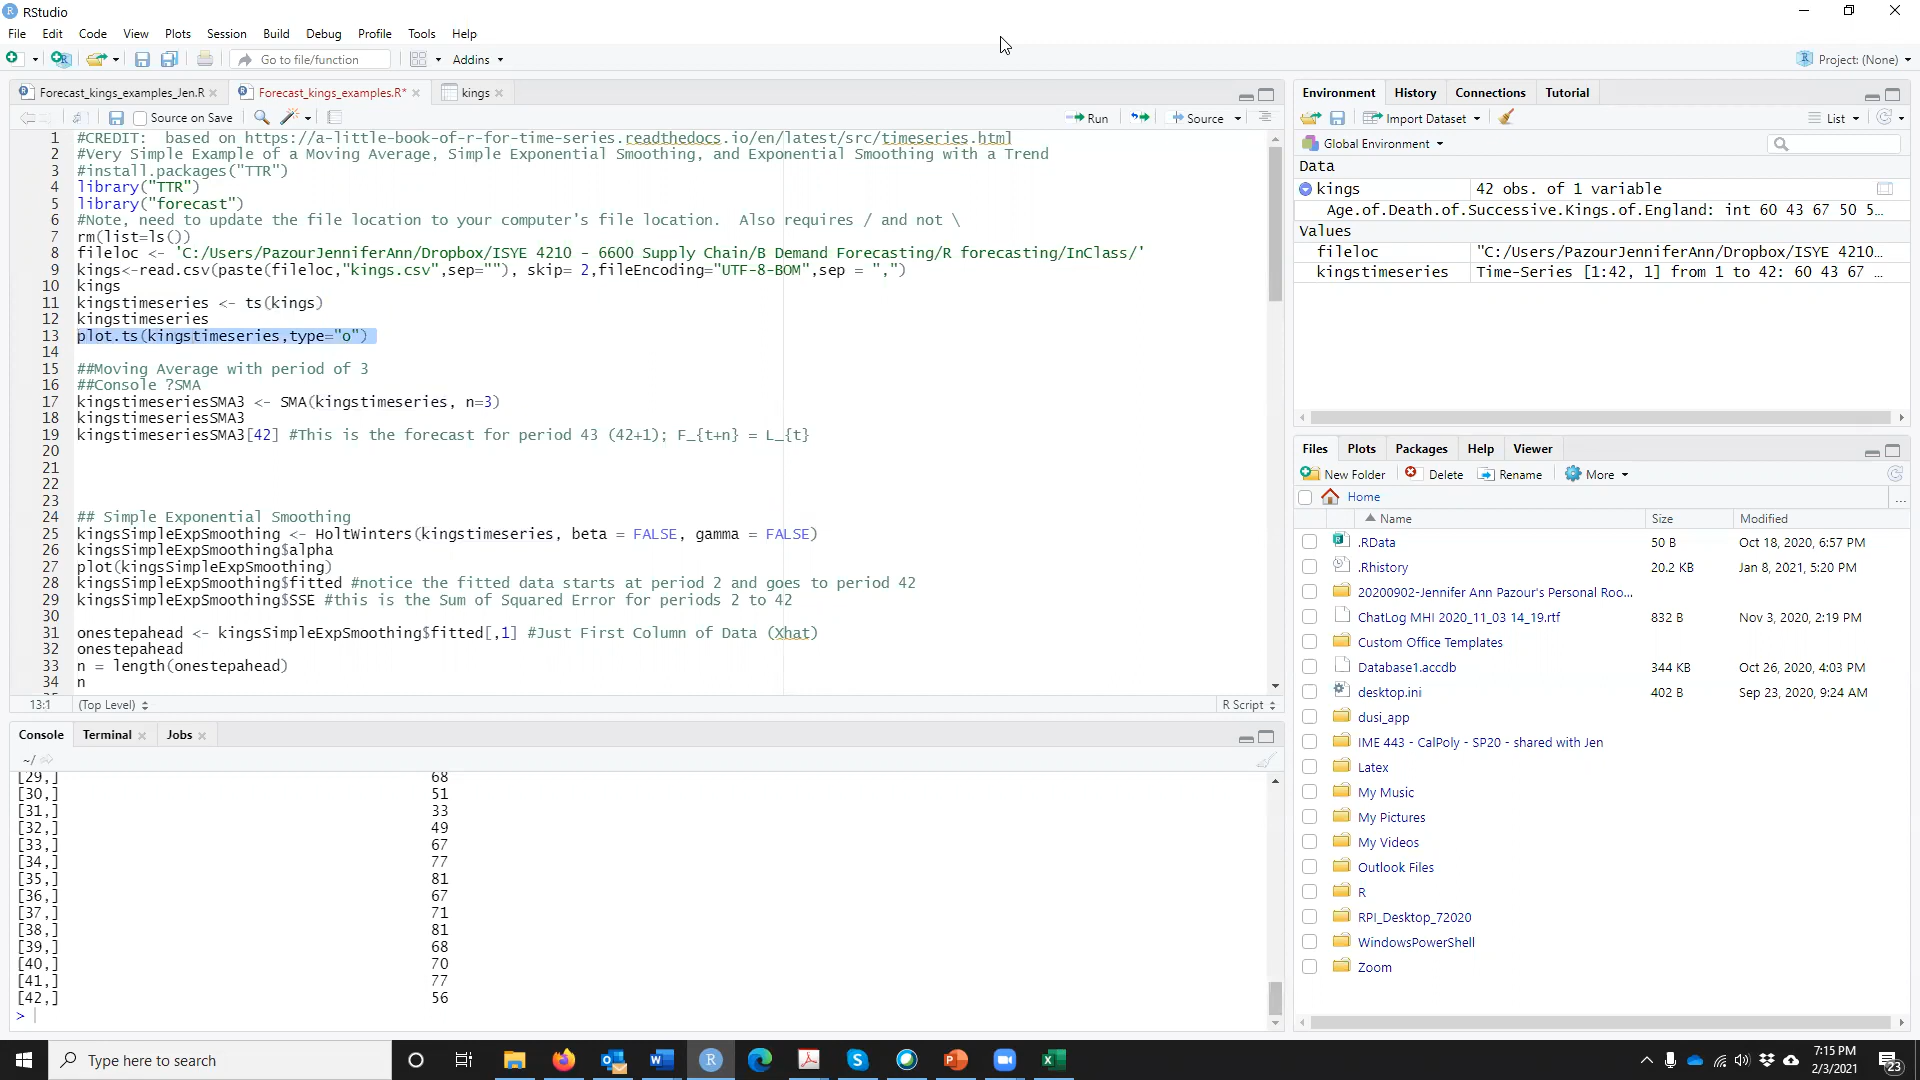 RStudio
File Edit Code View Plots Session Build Debug Profile Tools Help
Go to file/function Addins Project: (None)
Forecast_kings_examples_Jen.R Forecast_kings_examples.R* kings
Source on Save Run Source
1 #CREDIT:  based on https://a-little-book-of-r-for-time-series.readthedocs.io/en/latest/src/timeseries.html
2 #Very Simple Example of a Moving Average, Simple Exponential Smoothing, and Exponential Smoothing with a Trend
3 #install.packages("TTR")
4 library("TTR")
5 library("forecast")
6 #Note, need to update the file location to your computer's file location.  Also requires / and not \
7 rm(list=ls())
8 fileloc <- 'C:/Users/PazourJenniferAnn/Dropbox/ISYE 4210 - 6600 Supply Chain/B Demand Forecasting/R forecasting/InClass/'
9 kings<-read.csv(paste(fileloc,"kings.csv",sep=""), skip= 2,fileEncoding="UTF-8-BOM",sep = ",")
10 kings
11 kingstimeseries <- ts(kings)
12 kingstimeseries
13 plot.ts(kingstimeseries,type="o")
14
15 ##Moving Average with period of 3
16 ##Console ?SMA
17 kingstimeseriesSMA3 <- SMA(kingstimeseries, n=3)
18 kingstimeseriesSMA3
19 kingstimeseriesSMA3[42] #This is the forecast for period 43 (42+1); F_{t+n} = L_{t}
20
21
22
23
24 ## Simple Exponential Smoothing
25 kingsSimpleExpSmoothing <- HoltWinters(kingstimeseries, beta = FALSE, gamma = FALSE)
26 kingsSimpleExpSmoothing$alpha
27 plot(kingsSimpleExpSmoothing)
28 kingsSimpleExpSmoothing$fitted #notice the fitted data starts at period 2 and goes to period 42
29 kingsSimpleExpSmoothing$SSE #this is the Sum of Squared Error for periods 2 to 42
30
31 onestepahead <- kingsSimpleExpSmoothing$fitted[,1] #Just First Column of Data (Xhat)
32 onestepahead
33 n = length(onestepahead)
34 n
13:1 (Top Level) R Script
Console Terminal Jobs
~/
[29,] 68
[30,] 51
[31,] 33
[32,] 49
[33,] 67
[34,] 77
[35,] 81
[36,] 67
[37,] 71
[38,] 81
[39,] 68
[40,] 70
[41,] 77
[42,] 56
>
Environment History Connections Tutorial
Import Dataset List
Global Environment
Data
kings 42 obs. of 1 variable
Age.of.Death.of.Successive.Kings.of.England: int 60 43 67 50 5…
Values
fileloc "C:/Users/PazourJenniferAnn/Dropbox/ISYE 4210…
kingstimeseries Time-Series [1:42, 1] from 1 to 42: 60 43 67 …
Files Plots Packages Help Viewer
New Folder Delete Rename More
Home ...
Name Size Modified
.RData 50 B Oct 18, 2020, 6:57 PM
.Rhistory 20.2 KB Jan 8, 2021, 5:20 PM
20200902-Jennifer Ann Pazour's Personal Roo...
ChatLog MHI 2020_11_03 14_19.rtf 832 B Nov 3, 2020, 2:19 PM
Custom Office Templates
Database1.accdb 344 KB Oct 26, 2020, 4:03 PM
desktop.ini 402 B Sep 23, 2020, 9:24 AM
dusi_app
IME 443 - CalPoly - SP20 - shared with Jen
Latex
My Music
My Pictures
My Videos
Outlook Files
R
RPI_Desktop_72020
WindowsPowerShell
Zoom
Type here to search
7:15 PM
2/3/2021
23